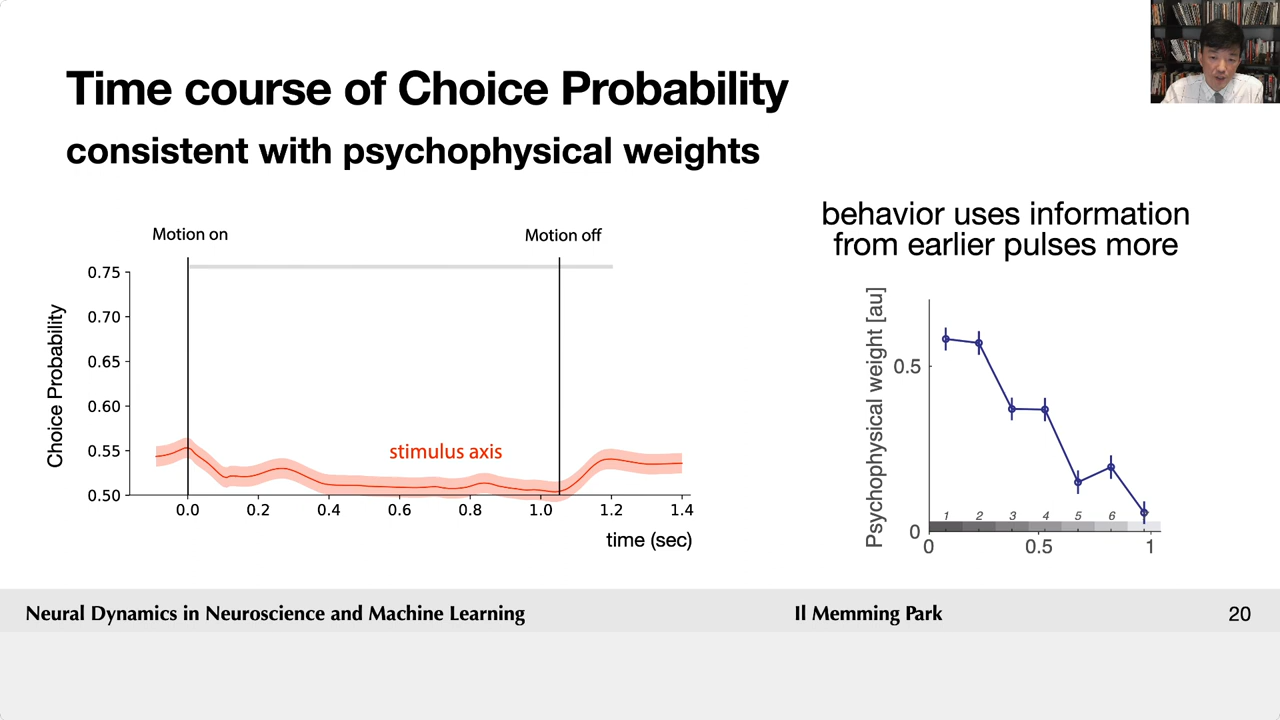 Time course of Choice Probability
consistent with psychophysical weights
Motion on
Motion off
0.75
0.70
0.65
0.60
0.55
0.50
Choice Probability
stimulus axis
0.0 0.2 0.4 0.6 0.8 1.0 1.2 1.4
time (sec)
behavior uses information
from earlier pulses more
Psychophysical weight [au]
0.5
0
1 2 3 4 5 6
0 0.5 1
Neural Dynamics in Neuroscience and Machine Learning
Il Memming Park
20